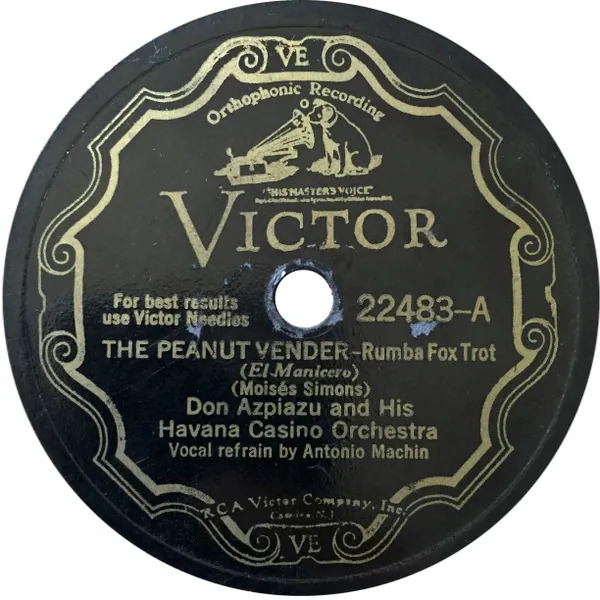 VE
Orthophonic Recording
"HIS MASTER'S VOICE"
VICTOR
For best results
use Victor Needles
22483-A
THE PEANUT VENDER-Rumba Fox Trot
(El Manicero)
(Moisés Simons)
Don Azpiazu and His
Havana Casino Orchestra
Vocal refrain by Antonio Machin
RCA Victor Company, Inc.
Camden, N.J.
VE